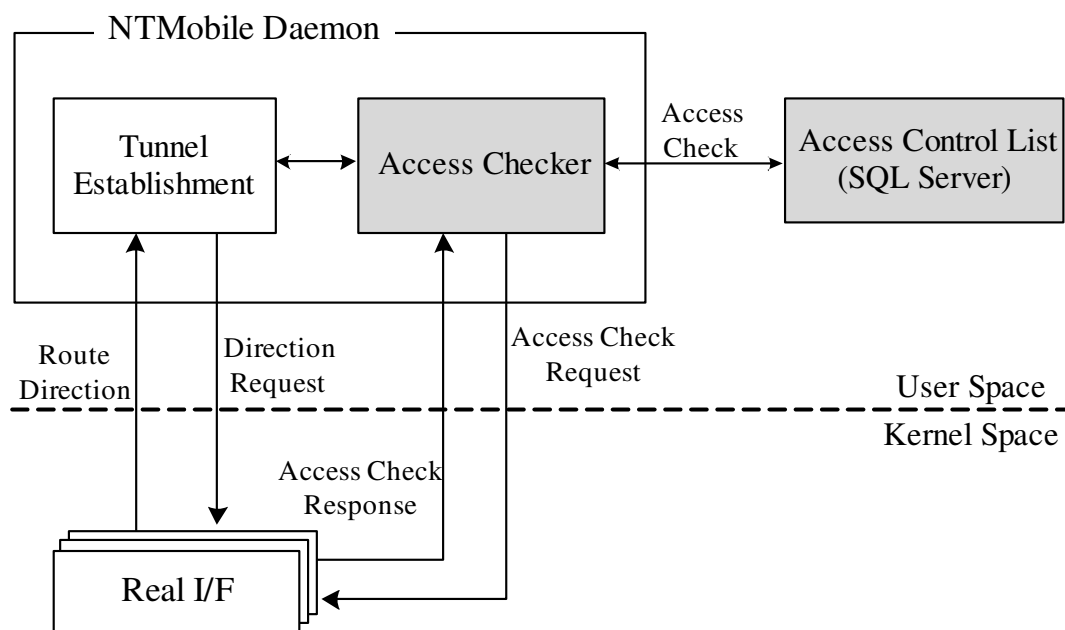 NTMobile Daemon
Tunnel
Establishment
Access Checker
Access
Check
Access Control List
(SQL Server)
Route
Direction
Direction
Request
Access Check
Request
User Space
Kernel Space
Access Check
Response
Real I/F